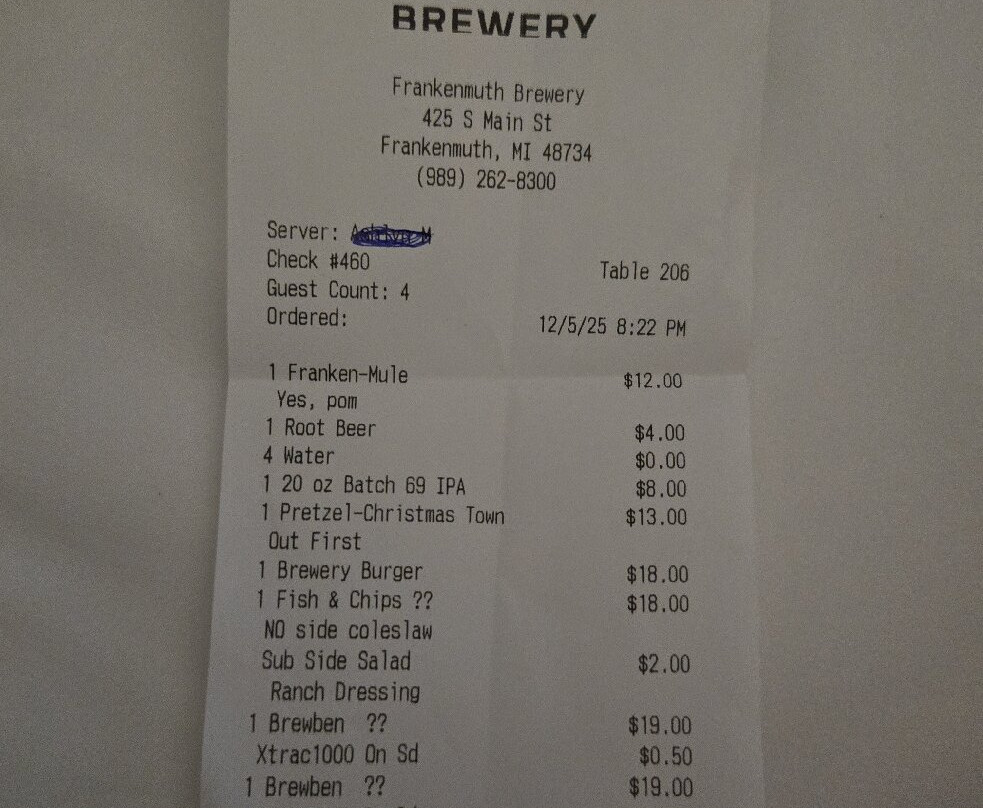 BREWERY
Frankenmuth Brewery
425 S Main St
Frankenmuth, MI 48734
(989) 262-8300
Server:
Check #460
Table 206
Guest Count: 4
Ordered:
12/5/25 8:22 PM
1 Franken-Mule $12.00
Yes, pom
1 Root Beer $4.00
4 Water $0.00
1 20 oz Batch 69 IPA $8.00
1 Pretzel-Christmas Town $13.00
Out First
1 Brewery Burger $18.00
1 Fish & Chips ?? $18.00
NO side coleslaw
Sub Side Salad $2.00
Ranch Dressing
1 Brewben ?? $19.00
Xtrac1000 On Sd $0.50
1 Brewben ?? $19.00